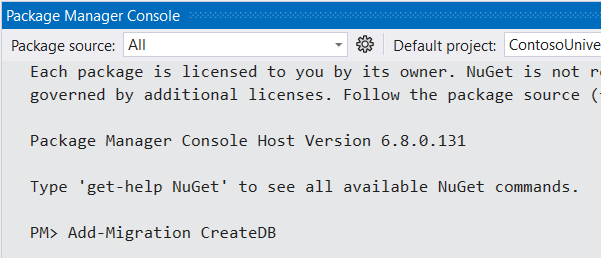 Package Manager Console
Package source: All Default project: ContosoUnive
Each package is licensed to you by its owner. NuGet is not
governed by additional licenses. Follow the package source (
Package Manager Console Host Version 6.8.0.131
Type 'get-help NuGet' to see all available NuGet commands.
PM> Add-Migration CreateDB